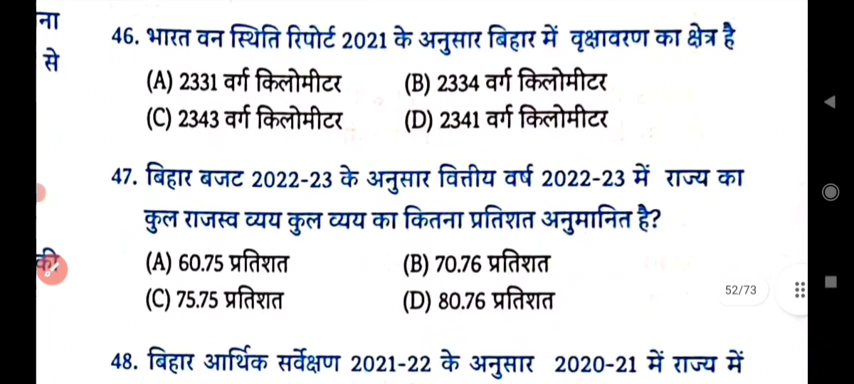 ना
से
46. भारत वन स्थिति रिपोर्ट 2021 के अनुसार बिहार में वृक्षावरण का क्षेत्र है
(A) 2331 वर्ग किलोमीटर (B) 2334 वर्ग किलोमीटर
(C) 2343 वर्ग किलोमीटर (D) 2341 वर्ग किलोमीटर
47. बिहार बजट 2022-23 के अनुसार वित्तीय वर्ष 2022-23 में राज्य का
कुल राजस्व व्यय कुल व्यय का कितना प्रतिशत अनुमानित है?
की
(A) 60.75 प्रतिशत (B) 70.76 प्रतिशत
(C) 75.75 प्रतिशत (D) 80.76 प्रतिशत
52/73
48. बिहार आर्थिक सर्वेक्षण 2021-22 के अनुसार 2020-21 में राज्य में